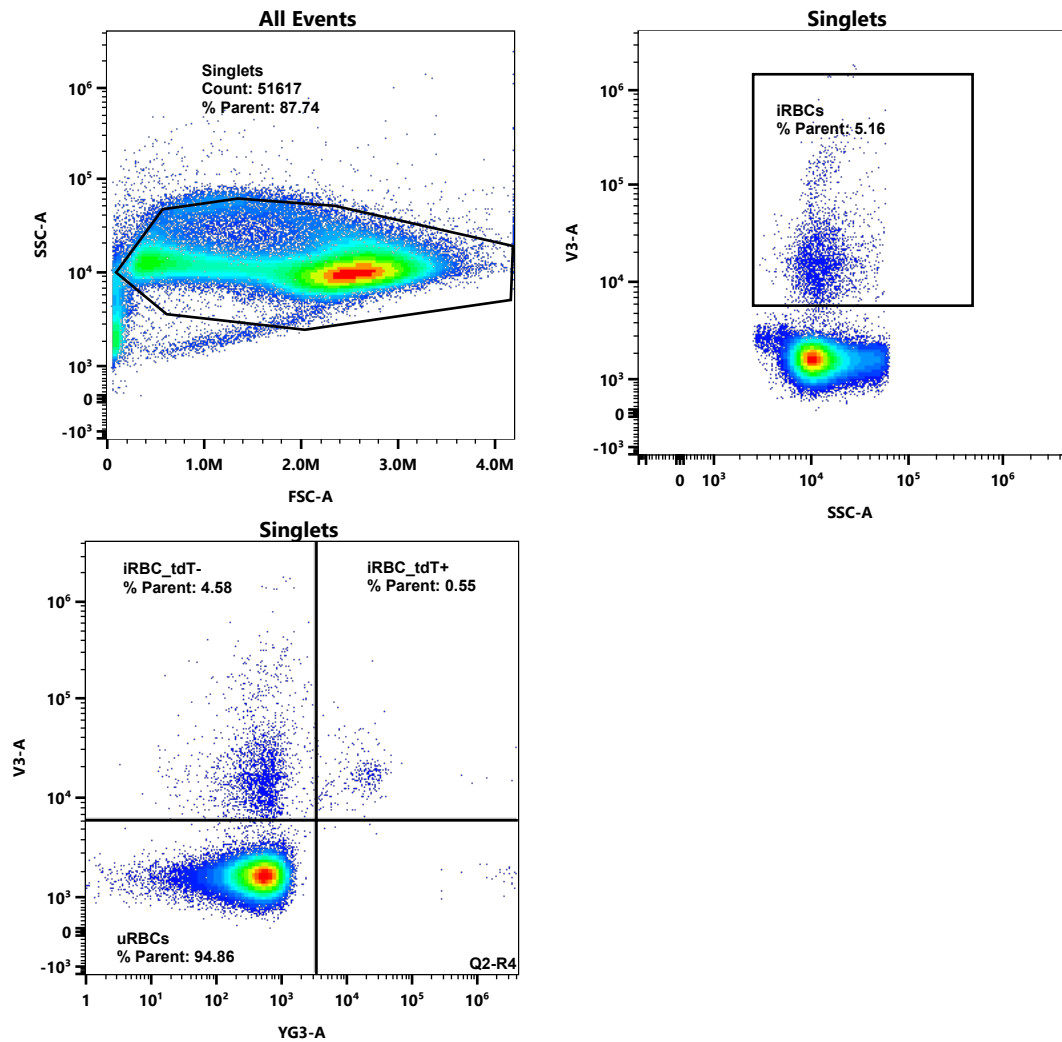 All Events
Singlets
Count: 51617
% Parent: 87.74
SSC-A
10⁶
10⁵
10⁴
10³
0
-10³
0
1.0M
2.0M
3.0M
4.0M
FSC-A
Singlets
iRBCs
% Parent: 5.16
V3-A
10⁶
10⁵
10⁴
10³
0
-10³
0
10³
10⁴
10⁵
10⁶
SSC-A
Singlets
iRBC_tdT-
% Parent: 4.58
iRBC_tdT+
% Parent: 0.55
V3-A
10⁶
10⁵
10⁴
10³
0
-10³
uRBCs
% Parent: 94.86
Q2-R4
1
10¹
10²
10³
10⁴
10⁵
10⁶
YG3-A